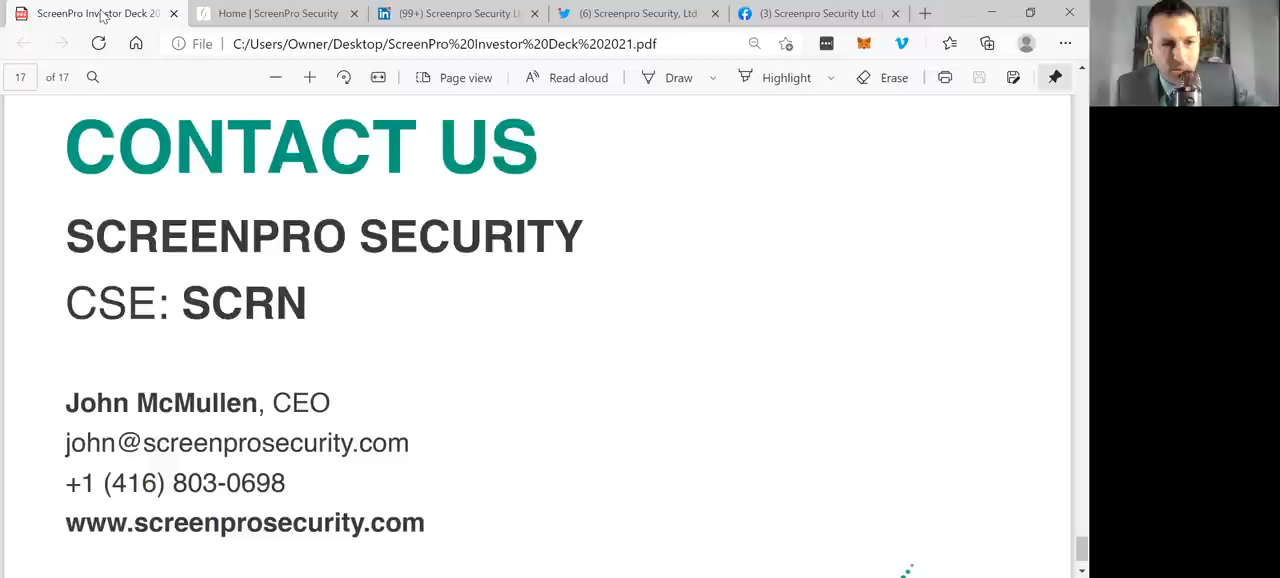 ScreenPro Investor Deck 20
Home | ScreenPro Security
(99+) Screenpro Security Lt
(6) Screenpro Security, Ltd
(3) Screenpro Security Ltd
File
C:/Users/Owner/Desktop/ScreenPro%20Investor%20Deck%202021.pdf
17 of 17
Page view
Read aloud
Draw
Highlight
Erase
CONTACT US
SCREENPRO SECURITY
CSE: SCRN
John McMullen, CEO
john@screenprosecurity.com
+1 (416) 803-0698
www.screenprosecurity.com